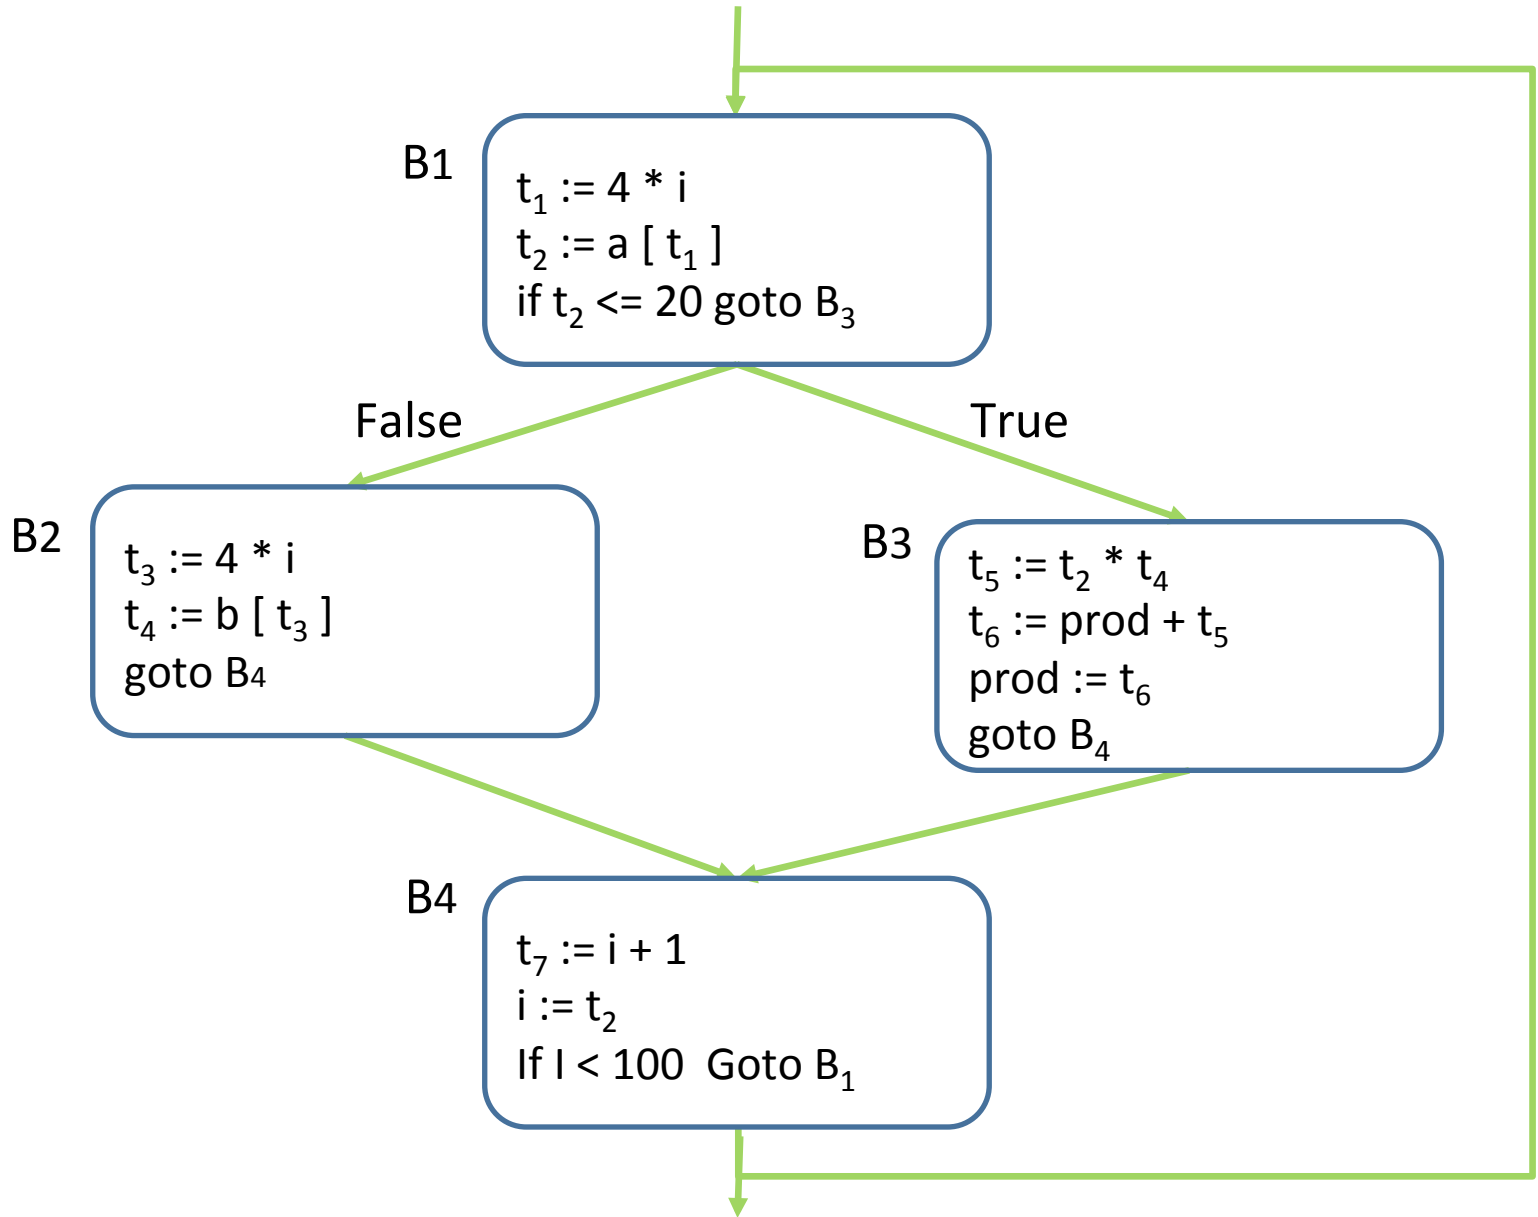 B1
t₁ := 4 * i
t₂ := a [ t₁ ]
if t₂ <= 20 goto B₃
False
True
B2
t₃ := 4 * i
t₄ := b [ t₃ ]
goto B4
B3
t₅ := t₂ * t₄
t₆ := prod + t₅
prod := t₆
goto B₄
B4
t₇ := i + 1
i := t₂
If I < 100 Goto B₁